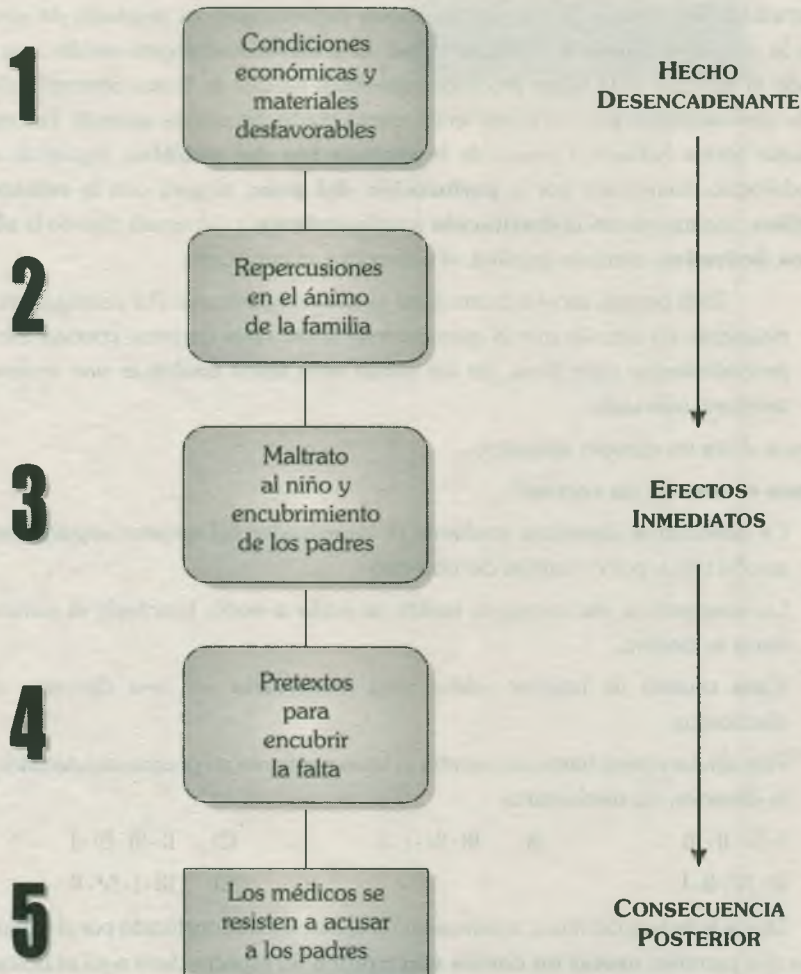 1
Condiciones
económicas y
materiales
desfavorables
HECHO
DESENCADENANTE
2
Repercusiones
en el ánimo
de la familia
3
Maltrato
al niño y
encubrimiento
de los padres
EFECTOS
INMEDIATOS
4
Pretextos
para
encubrir
la falta
5
Los médicos se
resisten a acusar
a los padres
CONSECUENCIA
POSTERIOR